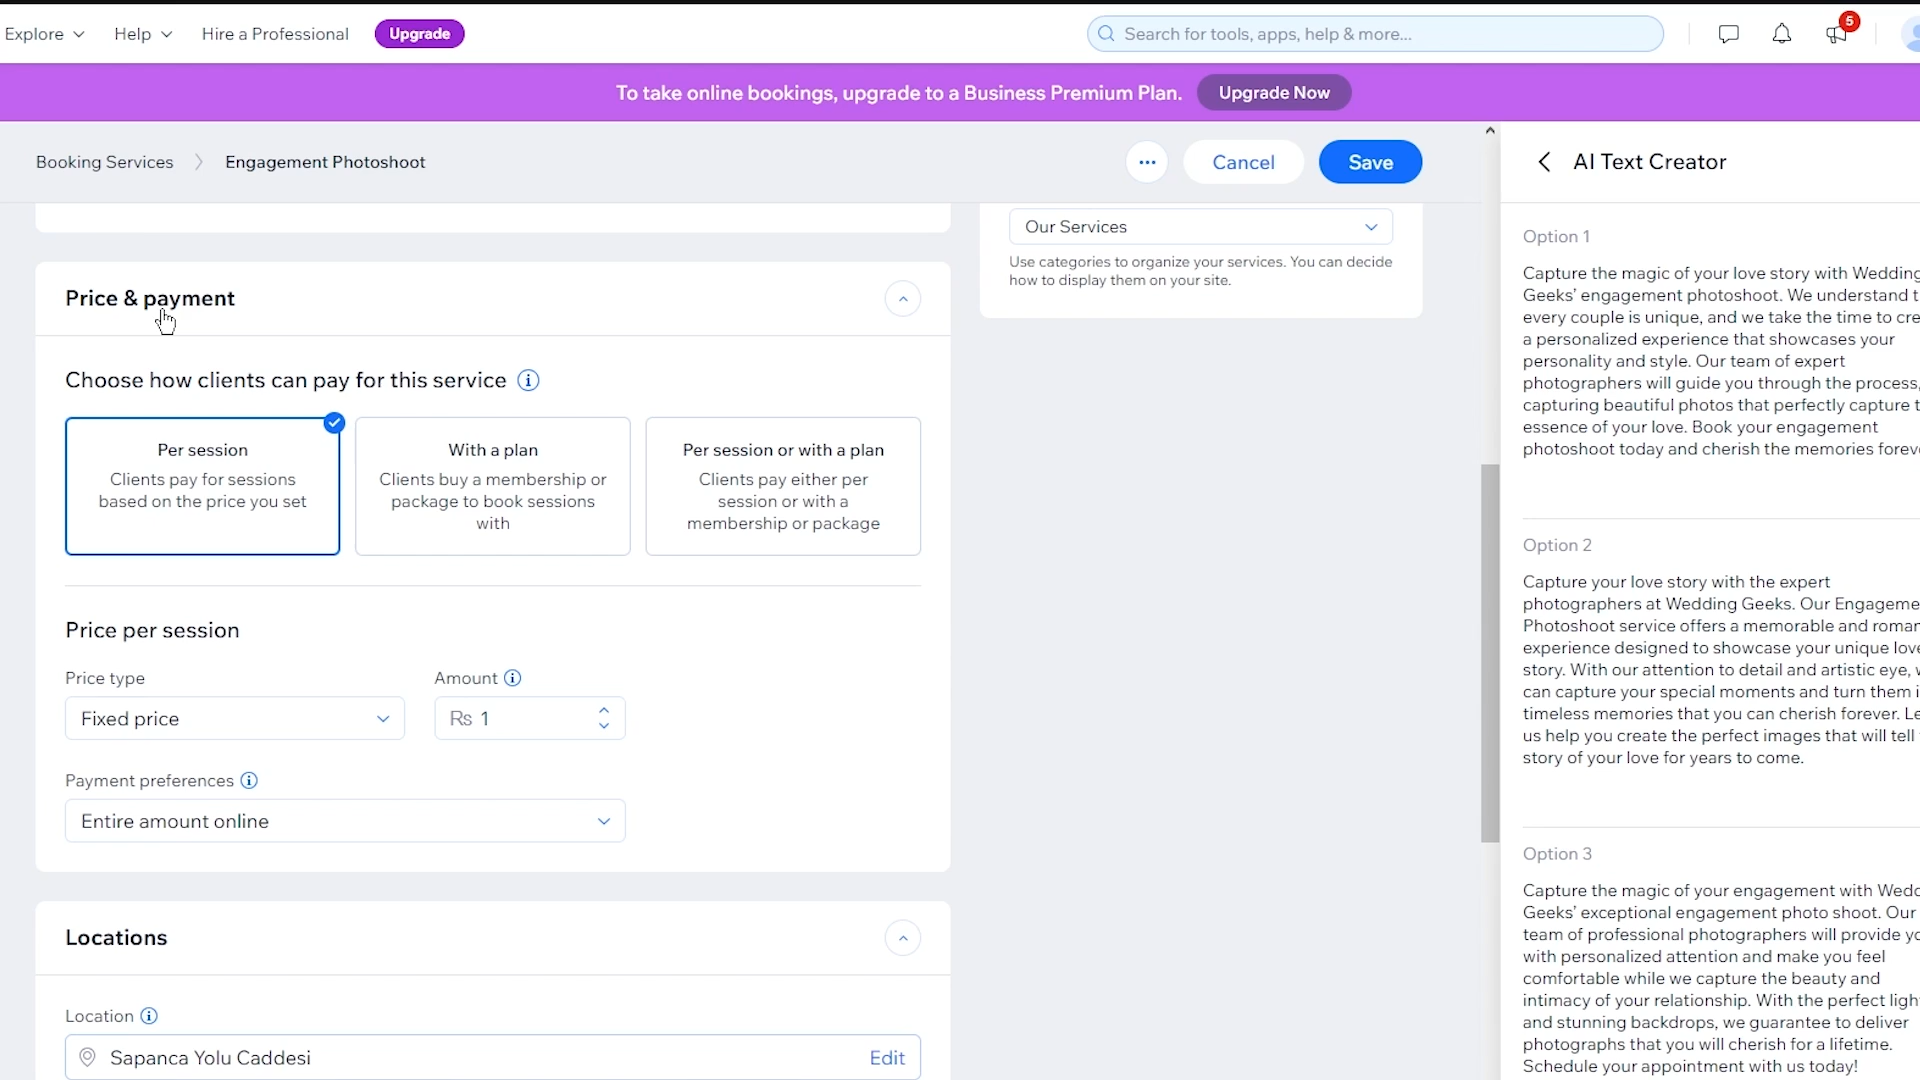 Explore
Help
Hire a Professional
Upgrade
Search for tools, apps, help & more...
5
To take online bookings, upgrade to a Business Premium Plan.
Upgrade Now
Booking Services
Engagement Photoshoot
...
Cancel
Save
Our Services
Use categories to organize your services. You can decide
how to display them on your site.
Price & payment
Choose how clients can pay for this service
Per session
Clients pay for sessions
based on the price you set
With a plan
Clients buy a membership or
package to book sessions
with
Per session or with a plan
Clients pay either per
session or with a
membership or package
Price per session
Price type
Amount
Fixed price
Rs 1
Payment preferences
Entire amount online
Locations
Location
Sapanca Yolu Caddesi
Edit
AI Text Creator
Option 1
Capture the magic of your love story with Wedding
Geeks' engagement photoshoot. We understand
every couple is unique, and we take the time to
a personalized experience that showcases your
personality and style. Our team of expert
photographers will guide you through the process,
capturing beautiful photos that perfectly capture
essence of your love. Book your engagement
photoshoot today and cherish the memories
Option 2
Capture your love story with the expert
photographers at Wedding Geeks. Our
Photoshoot service offers a memorable and
experience designed to showcase your unique
story. With our attention to detail and artistic eye,
can capture your special moments and turn them
timeless memories that you can cherish forever.
us help you create the perfect images that will tell
story of your love for years to come.
Option 3
Capture the magic of your engagement with
Geeks' exceptional engagement photo shoot. Our
team of professional photographers will provide
with personalized attention and make you feel
comfortable while we capture the beauty and
intimacy of your relationship. With the perfect
and stunning backdrops, we guarantee to deliver
photographs that you will cherish for a lifetime.
Schedule your appointment with us today!